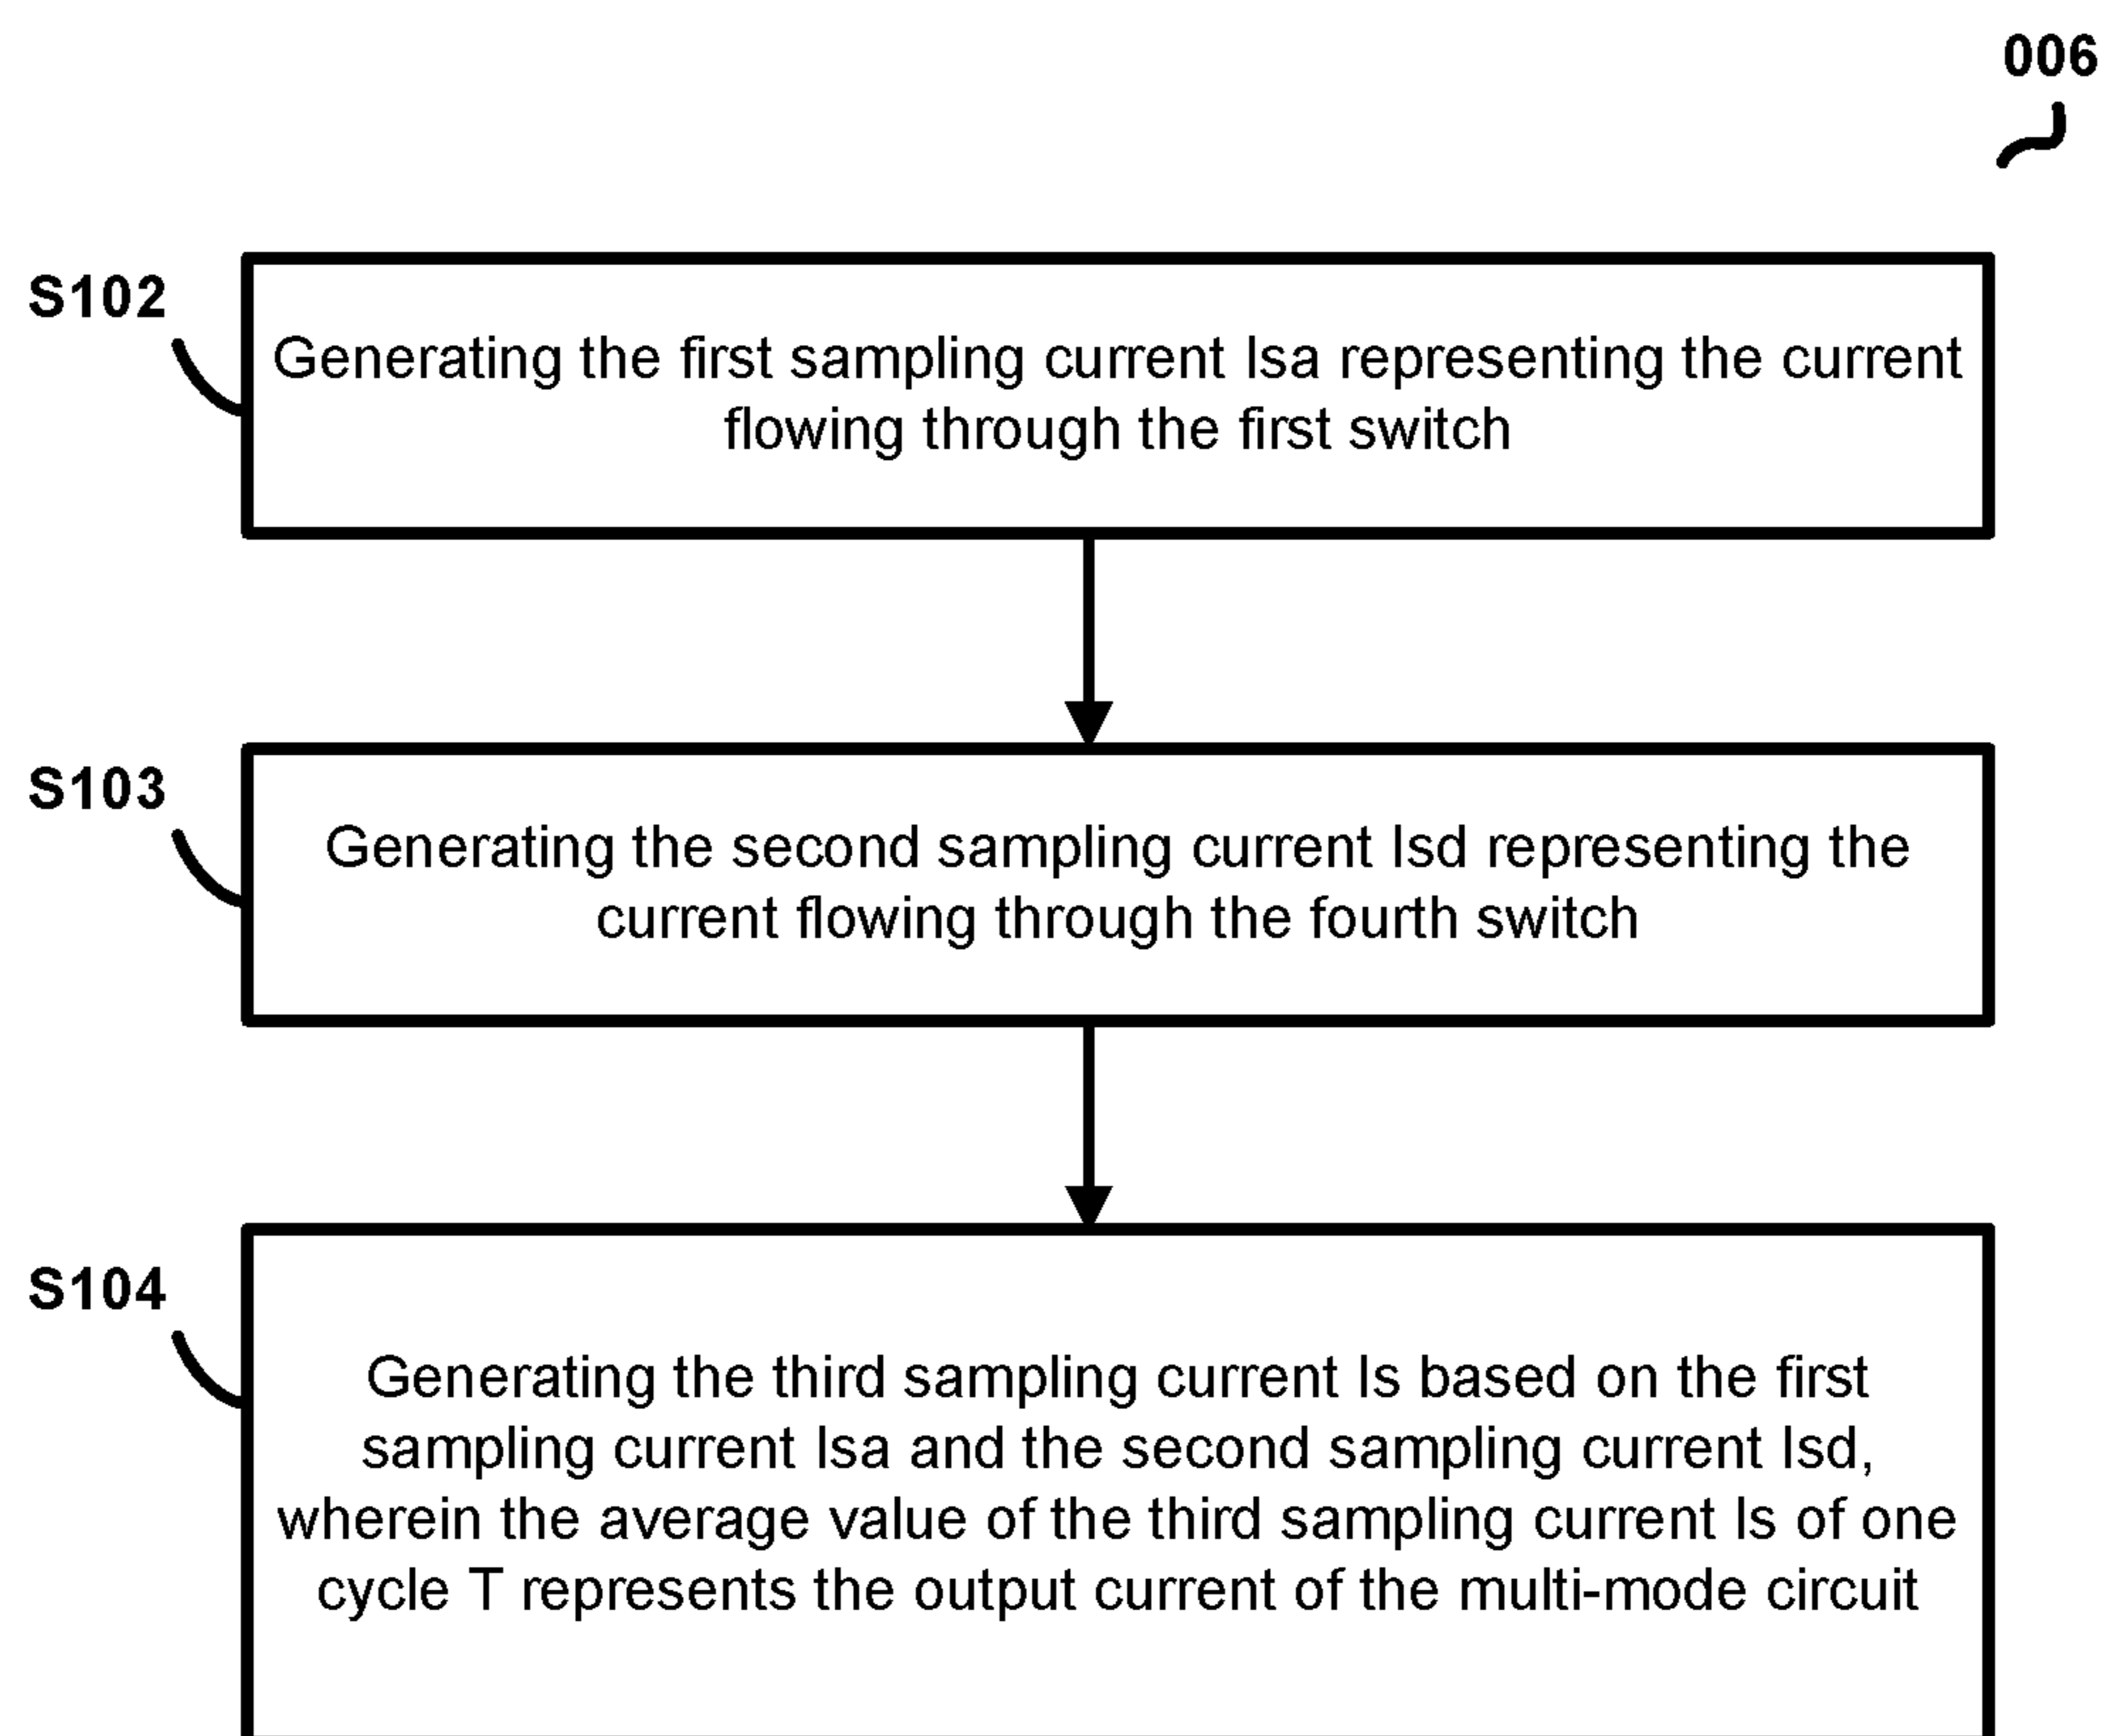 006
S102
Generating the first sampling current Isa representing the current
flowing through the first switch
S103
Generating the second sampling current Isd representing the
current flowing through the fourth switch
S104
Generating the third sampling current Is based on the first
sampling current Isa and the second sampling current Isd,
wherein the average value of the third sampling current Is of one
cycle T represents the output current of the multi-mode circuit